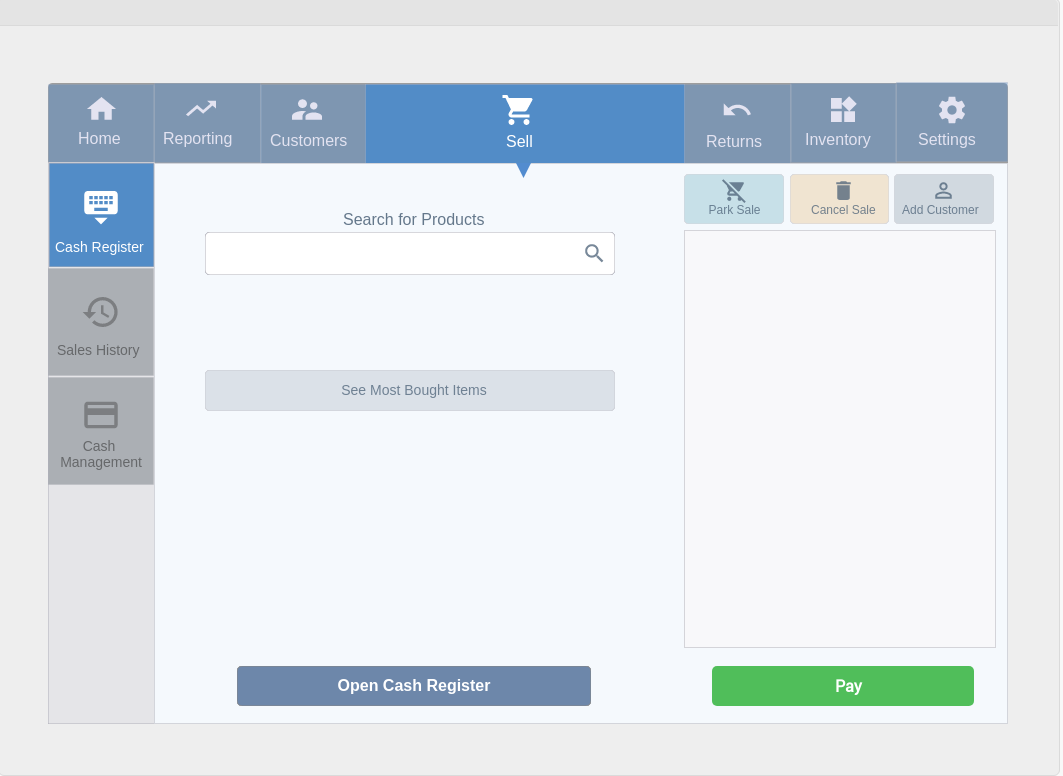 Home
Reporting
Customers
Sell
Returns
Inventory
Settings
Cash Register
Sales History
Cash
Management
Search for Products
See Most Bought Items
Park Sale
Cancel Sale
Add Customer
Open Cash Register
Pay